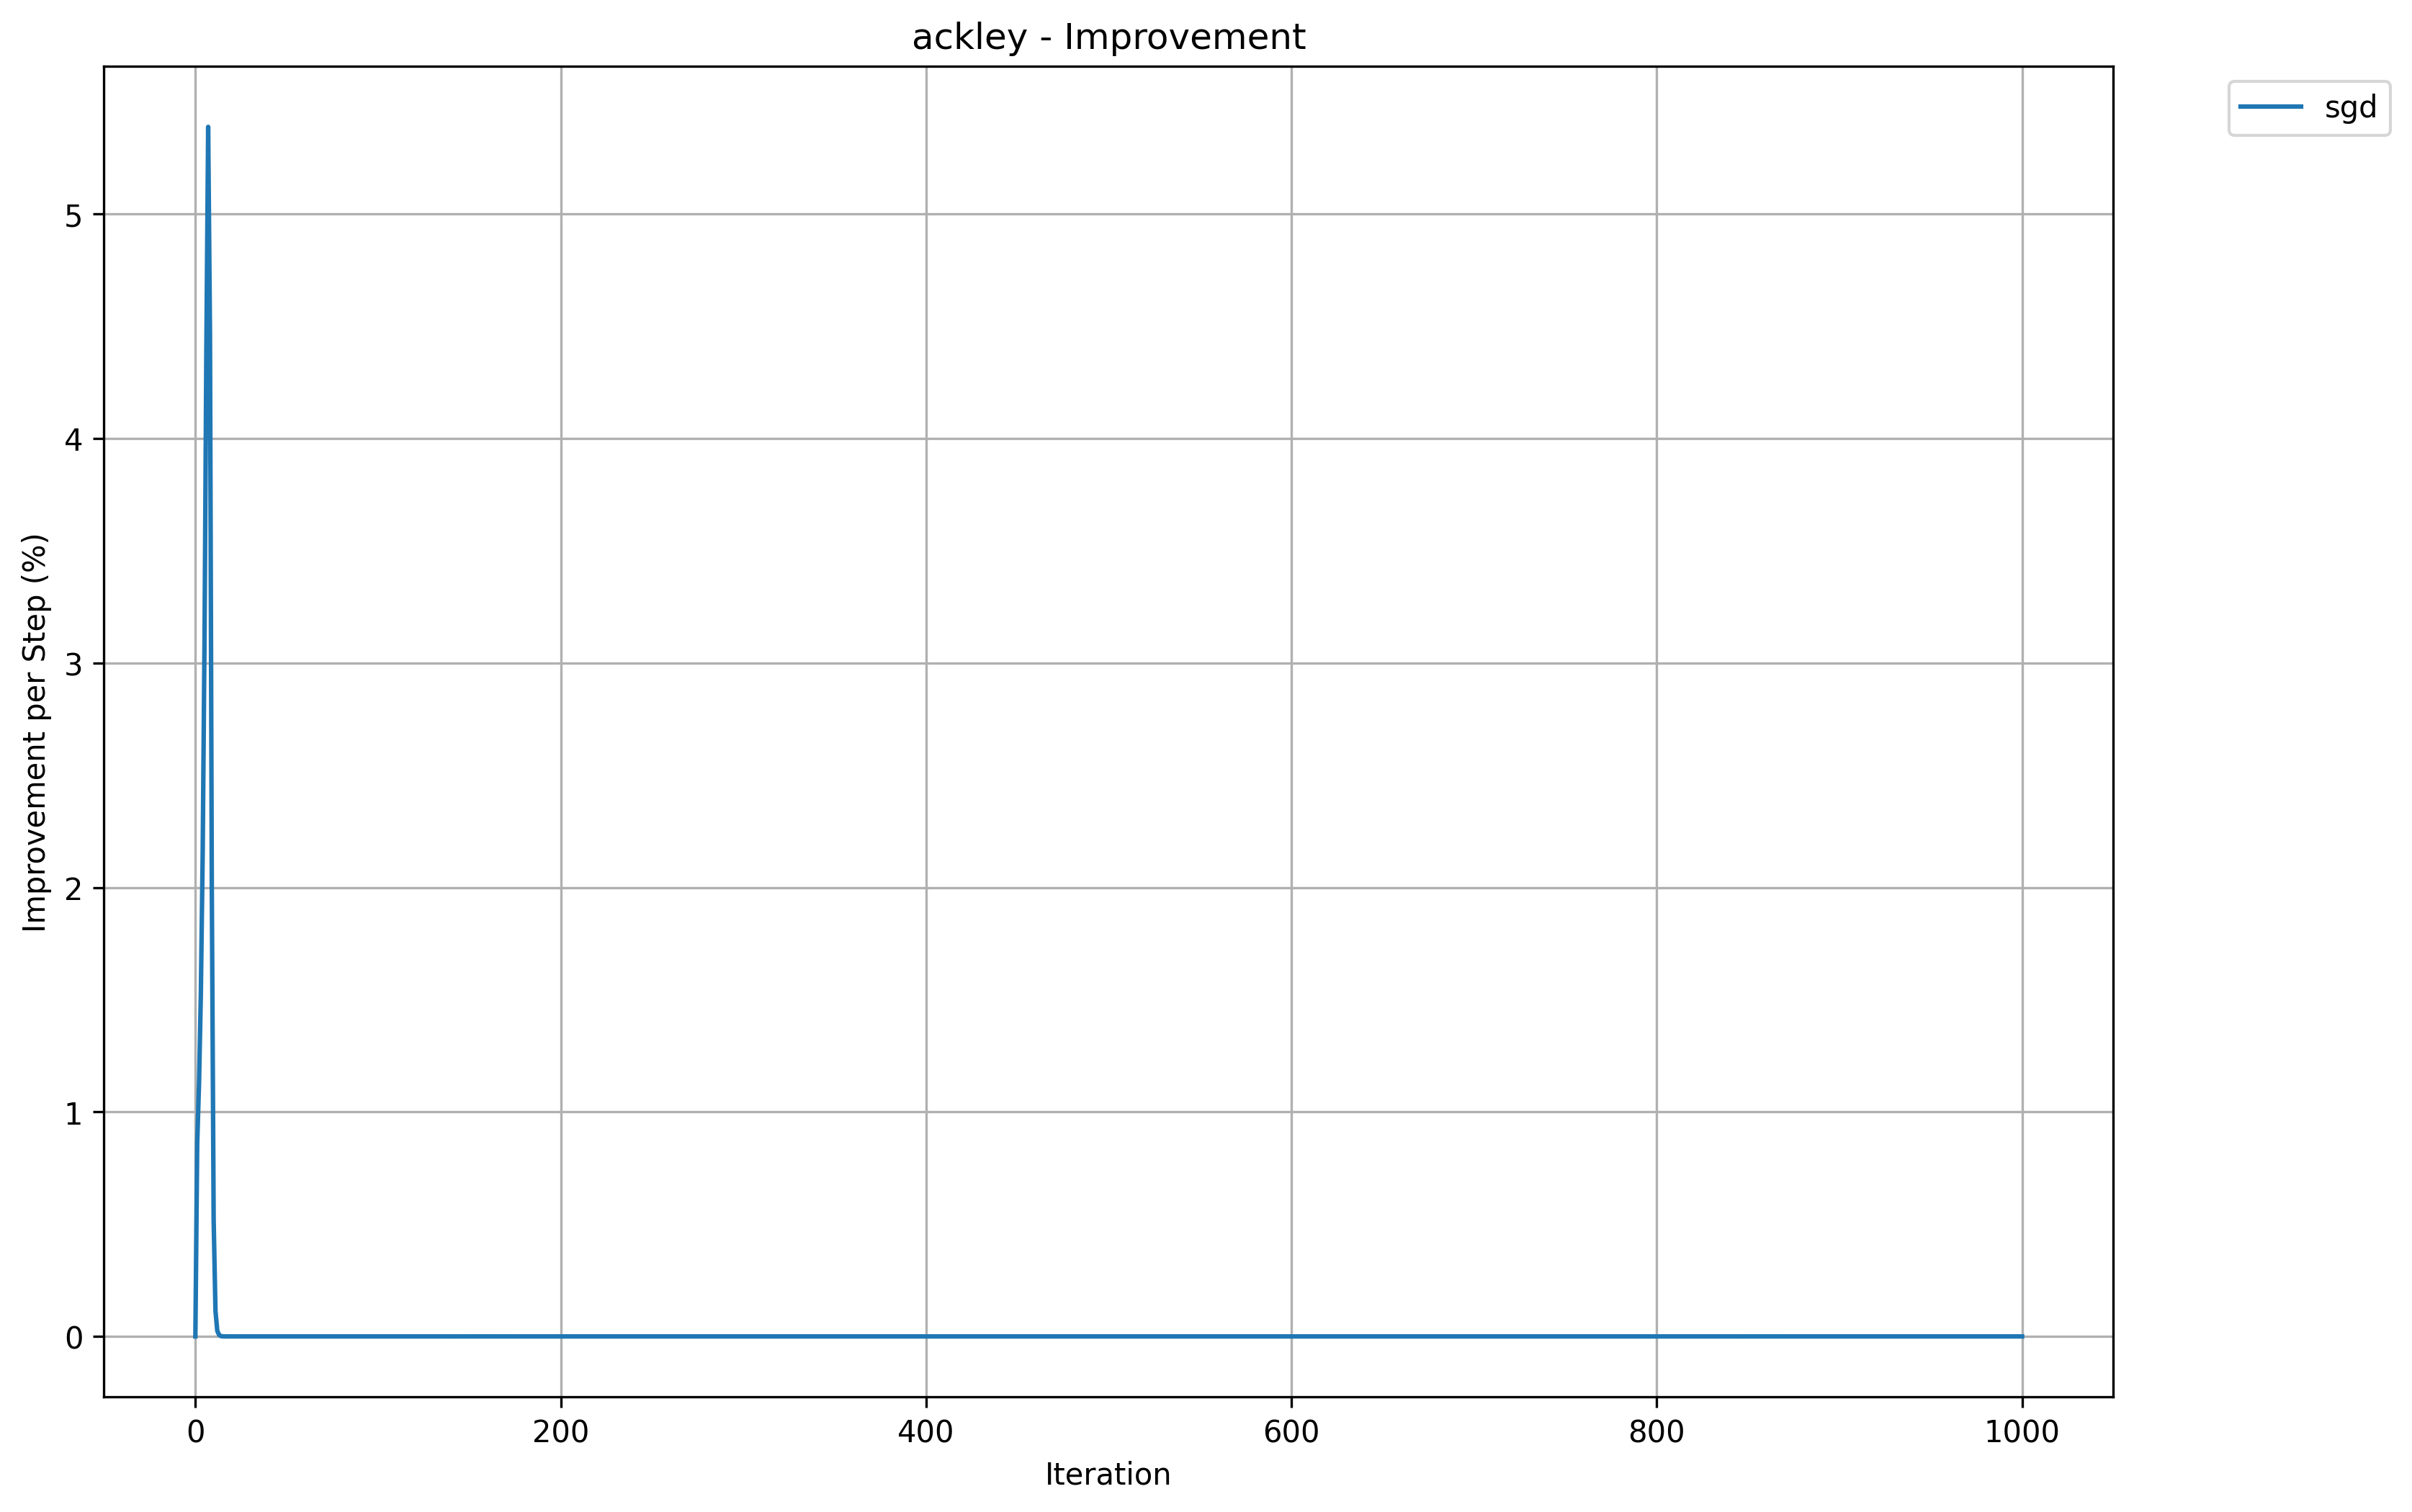 ackley - Improvement
sgd
Improvement per Step (%)
5
4
3
2
1
0
0 200 400 600 800 1000
Iteration